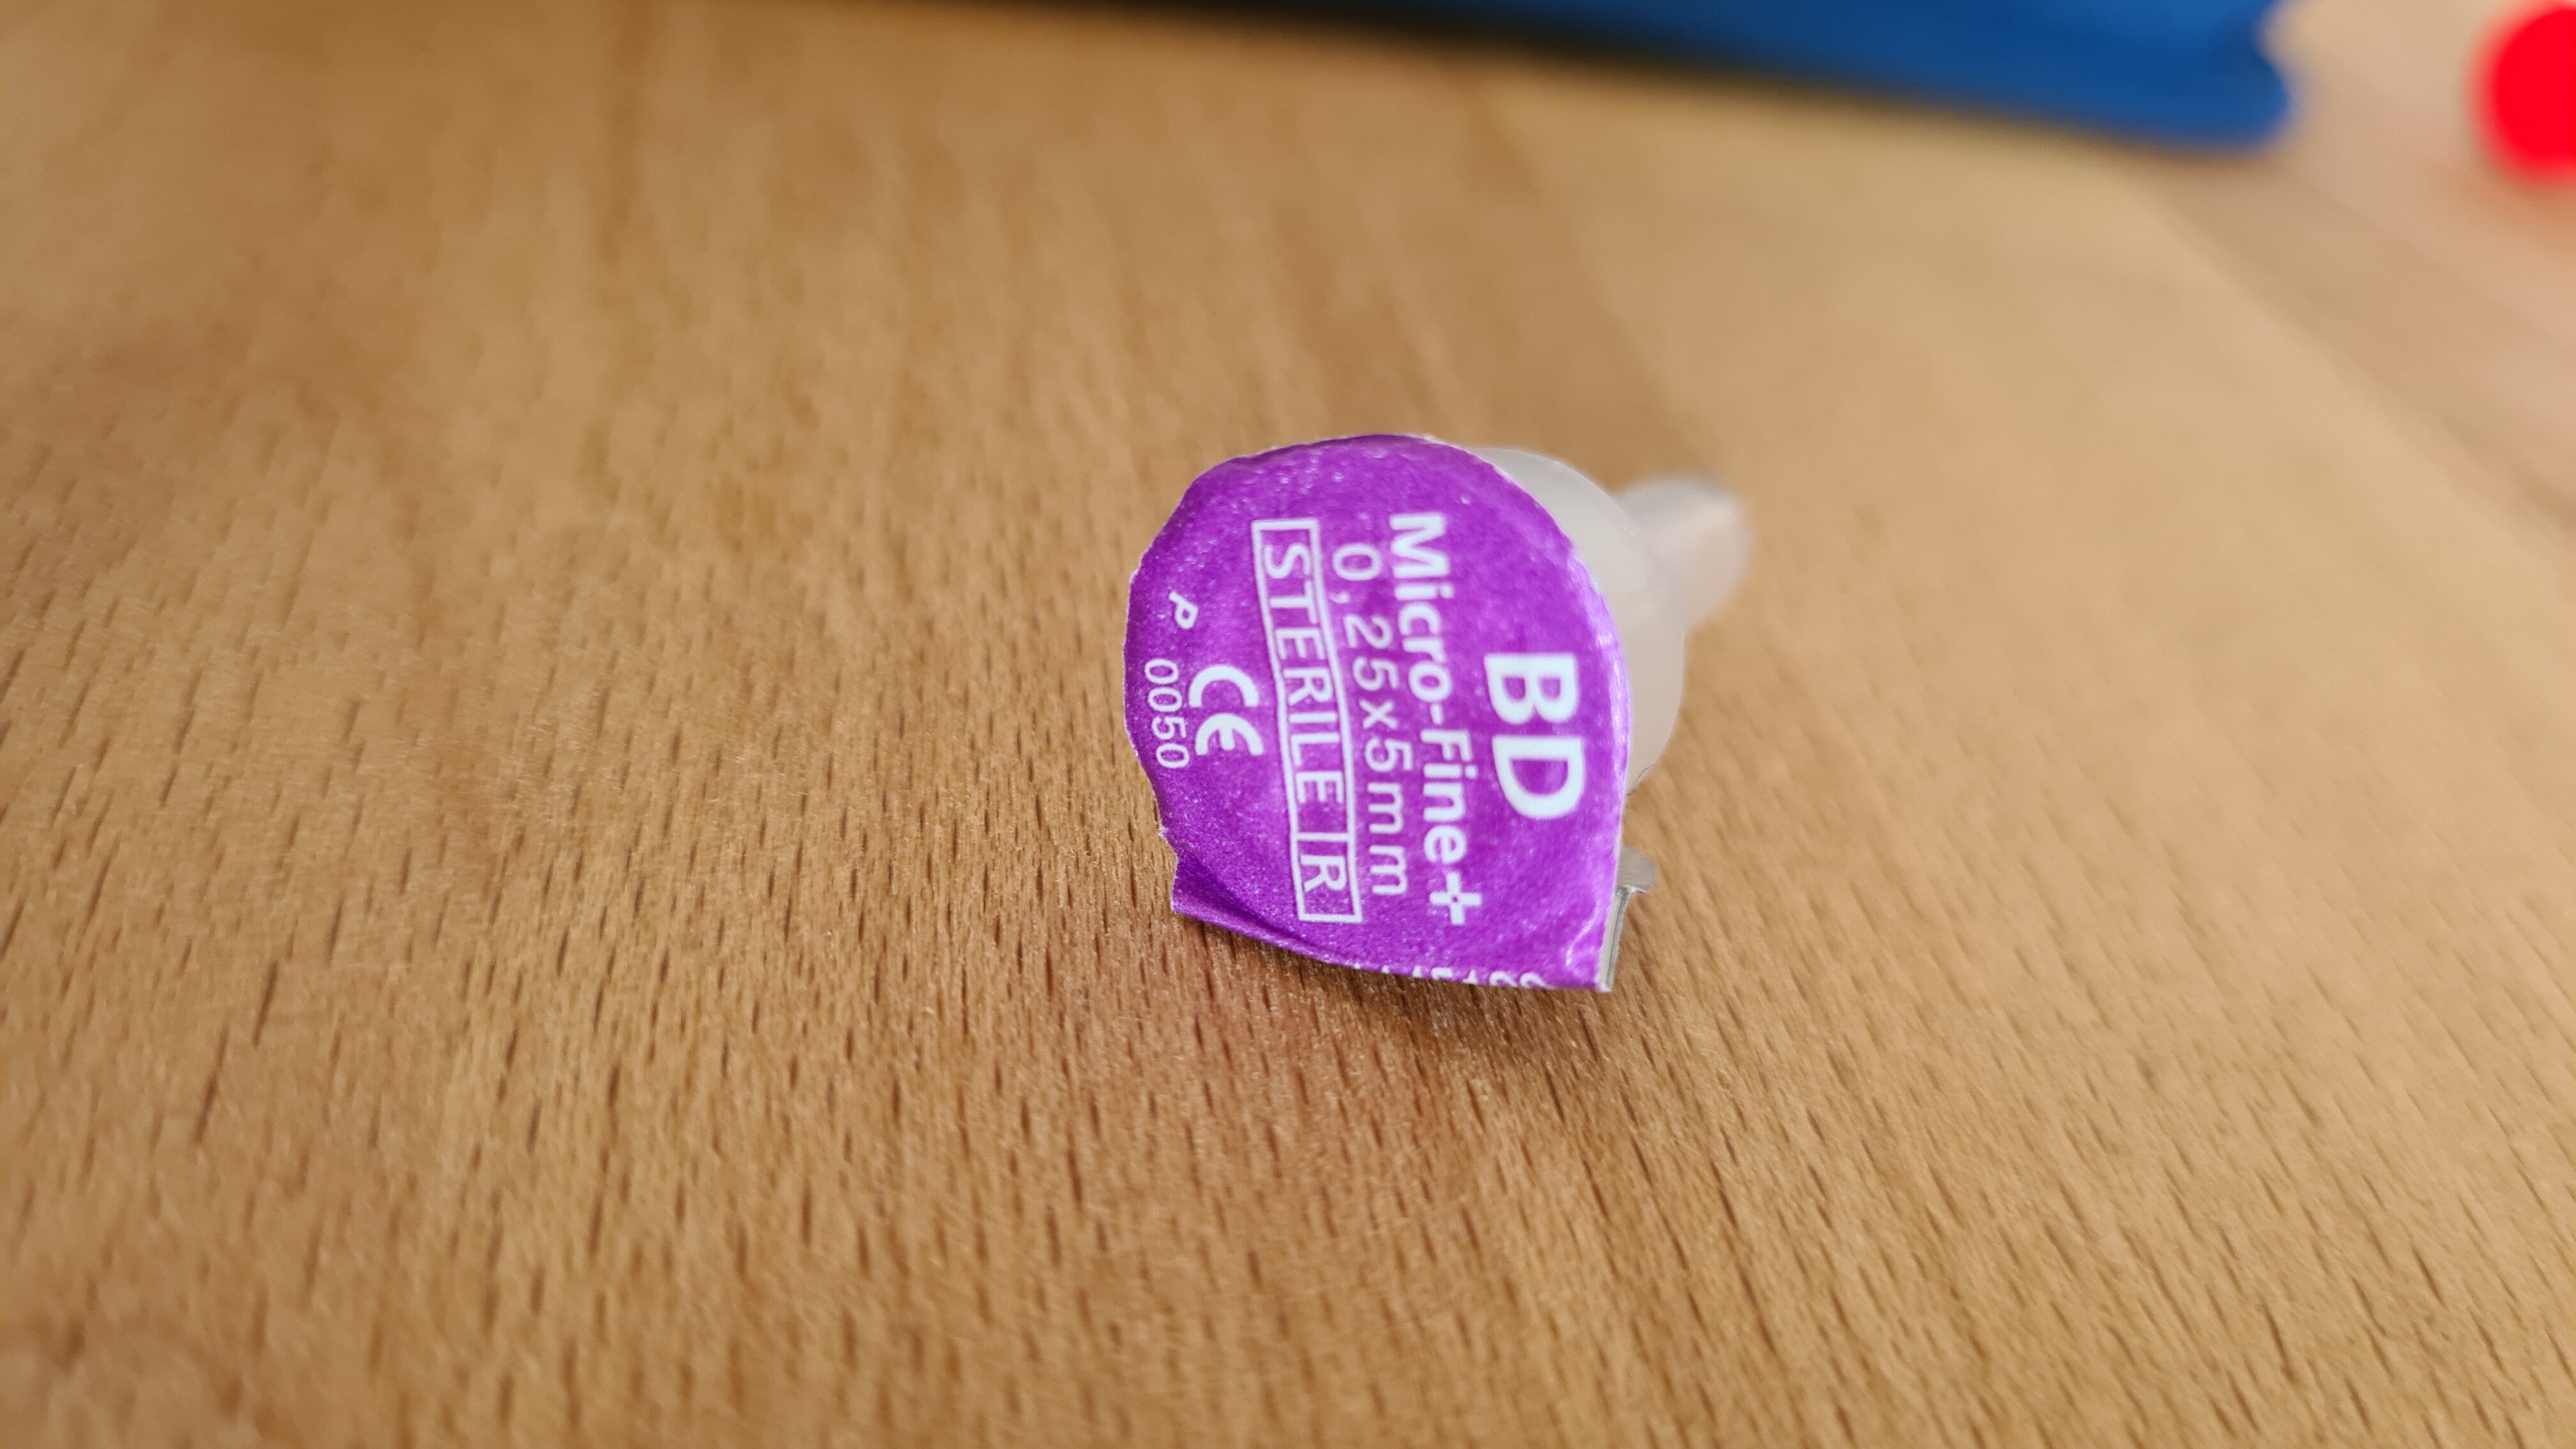 BD
Micro-Fine+
0,25x5mm
STERILE R
CE
0050
P